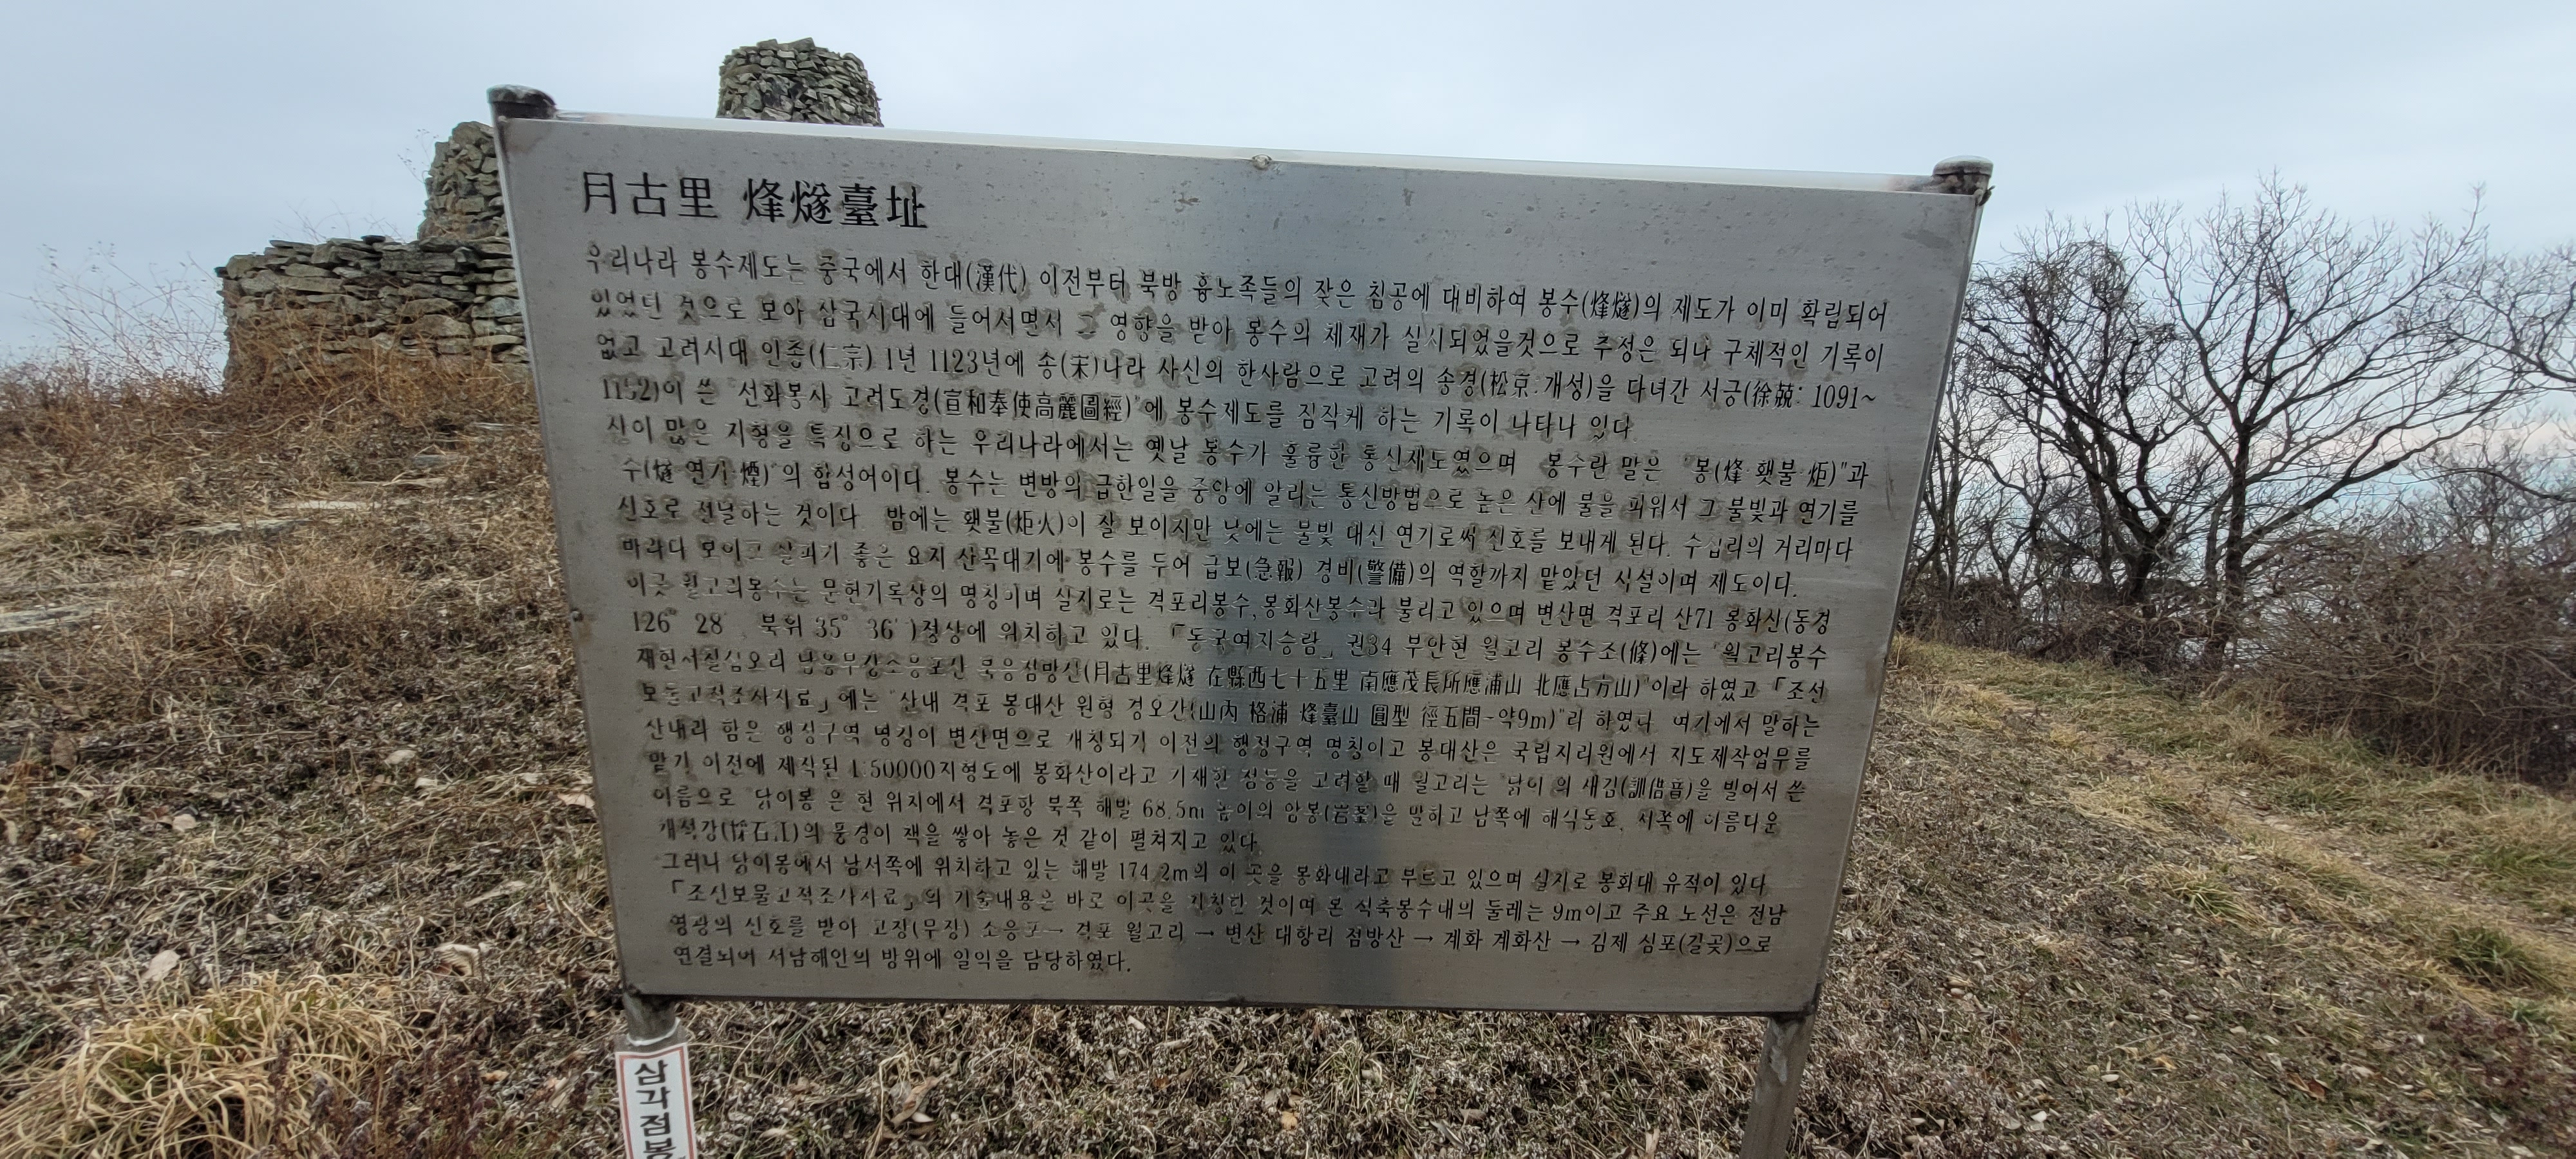 月古里 烽燧臺址
우리나라 봉수제도는 중국에서 한대(漢代) 이전부터 북방 흉노족들의 잦은 침공에 대비하여 봉수(烽燧)의 제도가 이미 확립되어
있었던 것으로 보아 삼국시대에 들어서면서 그 영향을 받아 봉수의 체재가 실시되었을것으로 추정은 되나 구체적인 기록이
없고 고려시대 인종(仁宗) 1년 1123년에 송(宋)나라 사신의 한사람으로 고려의 송경(松京·개성)을 다녀간 서긍(徐兢: 1091~
1152)이 쓴 "선화봉사 고려도경(宣和奉使高麗圖經)"에 봉수제도를 짐작케 하는 기록이 나타나 있다.
산이 많은 지형을 특징으로 하는 우리나라에서는 옛날 봉수가 훌륭한 통신제도였으며 봉수란 말은 "봉(烽·횃불·炬)"과
수(燧·연기·煙)"의 합성어이다. 봉수는 변방의 급한일을 중앙에 알리는 통신방법으로 높은 산에 불을 피워서 그 불빛과 연기를
신호로 전달하는 것이다 밤에는 횃불(炬火)이 잘 보이지만 낮에는 불빛 대신 연기로써 신호를 보내게 된다. 수십리의 거리마다
바라다 보이고 살피기 좋은 요지 산꼭대기에 봉수를 두어 급보(急報) 경비(警備)의 역할까지 맡았던 시설이며 제도이다.
이곳 월고리봉수는 문헌기록상의 명칭이며 실지로는 격포리봉수, 봉화산봉수라 불리고 있으며 변산면 격포리 산71 봉화산(동경
126° 28′, 북위 35° 36′)정상에 위치하고 있다. 「동국여지승람」 권34 부안현 월고리 봉수조(條)에는 "월고리봉수
재현서칠십오리 남응무장소응포산 북응점방산(月古里烽燧 在縣西七十五里 南應茂長所應浦山 北應占方山)"이라 하였고 「조선
보물고적조사자료」에는 "산내 격포 봉대산 원형 경오간(山內 格浦 烽臺山 圓型 徑五間-약9m)"라 하였다 여기에서 말하는
산내라 함은 행정구역 명칭이 변산면으로 개칭되기 이전의 행정구역 명칭이고 봉대산은 국립지리원에서 지도제작업무를
맡기 이전에 제작된 1:50000지형도에 봉화산이라고 기재한 점등을 고려할 때 월고리는 "닭이"의 새김(訓借音)을 빌어서 쓴
이름으로 "닭이봉"은 현 위치에서 격포항 북쪽 해발 68.5m 높이의 암봉을 말하고 남쪽에 해식동호, 서쪽에 아름다운
채석강의 풍경이 책을 쌓아 놓은 것 같이 펼쳐지고 있다.
그러나 닭이봉에서 남서쪽에 위치하고 있는 해발 174.2m의 이 곳을 봉화대라고 부르고 있으며 실지로 봉화대 유적이 있다
「조선보물고적조사자료」의 기술내용은 바로 이곳을 지칭한 것이며 본 석축봉수대의 둘레는 9m이고 주요 노선은 전남
영광의 신호를 받아 고창(무장) 소응포→ 격포 월고리 → 변산 대항리 점방산 → 계화 계화산 → 김제 심포(길곶)으로
연결되어 서남해안의 방위에 일익을 담당하였다.
삼각점봉